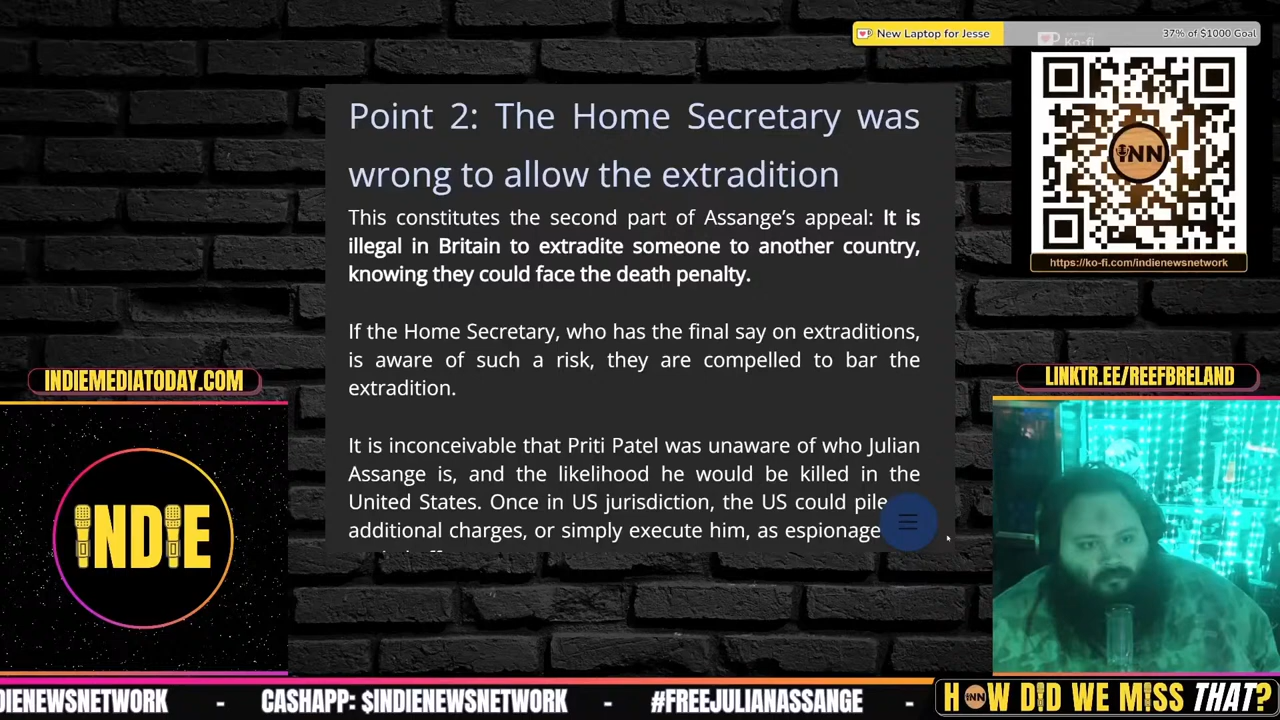 New Laptop for Jesse
37% of $1000 Goal
Ko-fi
iNN
https://ko-fi.com/indienewsnetwork
Point 2: The Home Secretary was
wrong to allow the extradition
This constitutes the second part of Assange’s appeal: It is
illegal in Britain to extradite someone to another country,
knowing they could face the death penalty.
If the Home Secretary, who has the final say on extraditions,
is aware of such a risk, they are compelled to bar the
extradition.
It is inconceivable that Priti Patel was unaware of who Julian
Assange is, and the likelihood he would be killed in the
United States. Once in US jurisdiction, the US could pile
additional charges, or simply execute him, as espionage
INDIEMEDIATODAY.COM
INDIE
LINKTR.EE/REEFBRELAND
DIENEWSNETWORK - CASHAPP: $INDIENEWSNETWORK - #FREEJULIANASSANGE -
HOW DID WE MISS THAT?